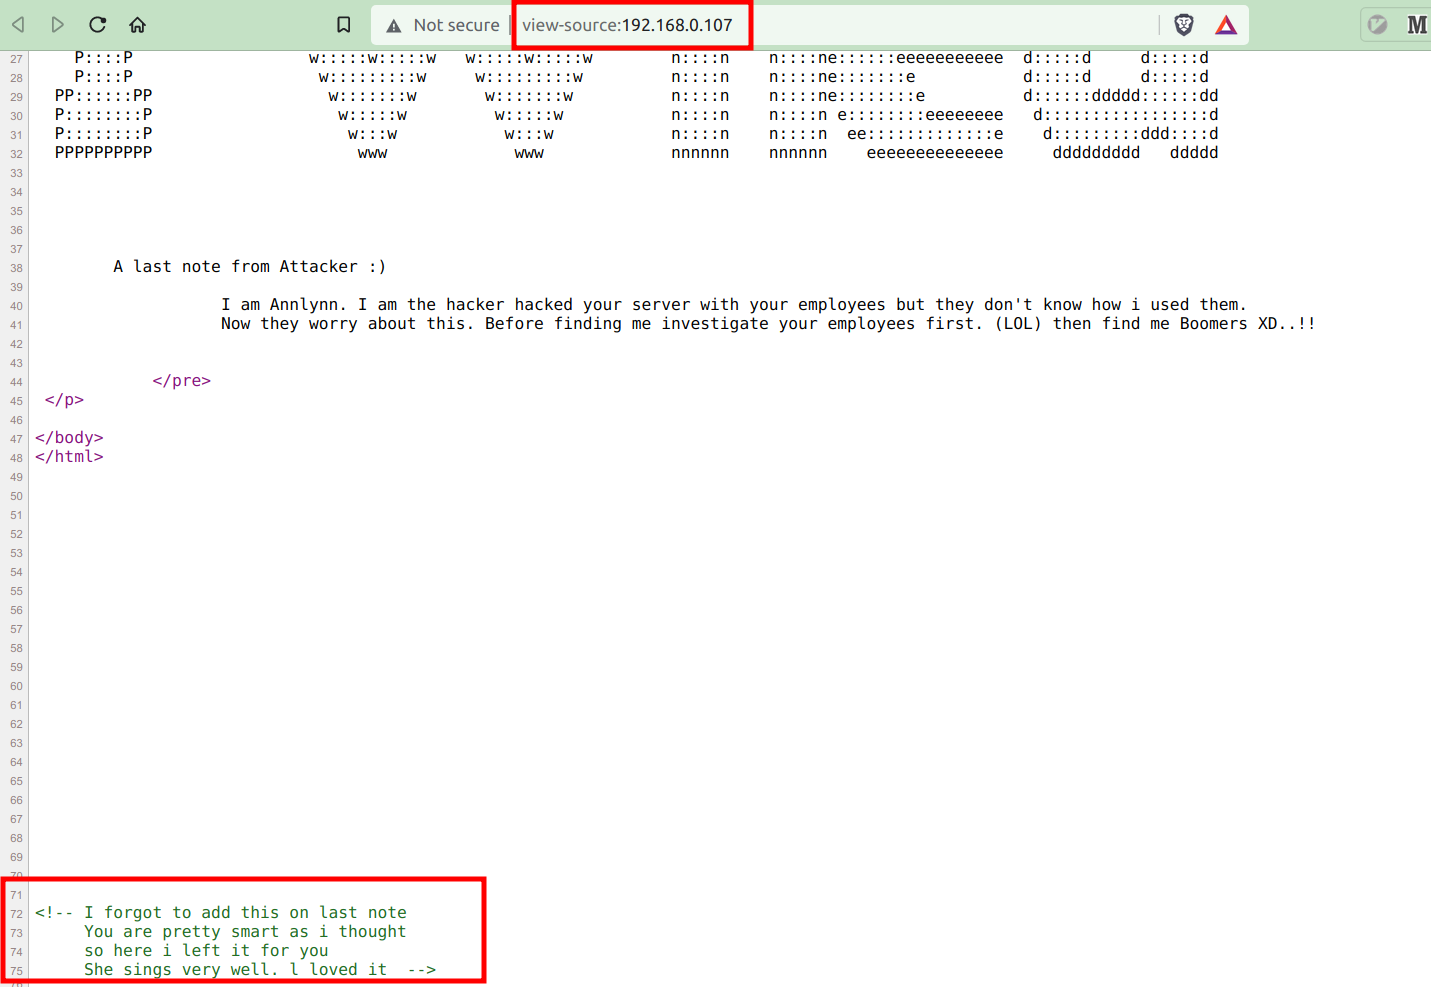 Not secure | view-source:192.168.0.107
M
27 P::::P w:::::w:::::w w:::::w:::::w n::::n n::::ne::::::eeeeeeeeeee d:::::d d:::::d
28 P::::P w:::::::::w w:::::::::w n::::n n::::ne:::::::e d:::::d d:::::d
29 PP::::::PP w:::::::w w:::::::w n::::n n::::ne::::::::e d::::::ddddd::::::dd
30 P::::::::P w:::::w w:::::w n::::n n::::n e::::::::eeeeeeee d:::::::::::::::::d
31 P::::::::P w:::w w:::w n::::n n::::n ee:::::::::::::e d:::::::::ddd::::d
32 PPPPPPPPPP www www nnnnnn nnnnnn eeeeeeeeeeeeee ddddddddd ddddd
33
34
35
36
37
38 A last note from Attacker :)
39
40 I am Annlynn. I am the hacker hacked your server with your employees but they don't know how i used them.
41 Now they worry about this. Before finding me investigate your employees first. (LOL) then find me Boomers XD..!!
42
43
44 </pre>
45 </p>
46
47 </body>
48 </html>
49
50
51
52
53
54
55
56
57
58
59
60
61
62
63
64
65
66
67
68
69
70
71
72 <!-- I forgot to add this on last note
73 You are pretty smart as i thought
74 so here i left it for you
75 She sings very well. l loved it -->